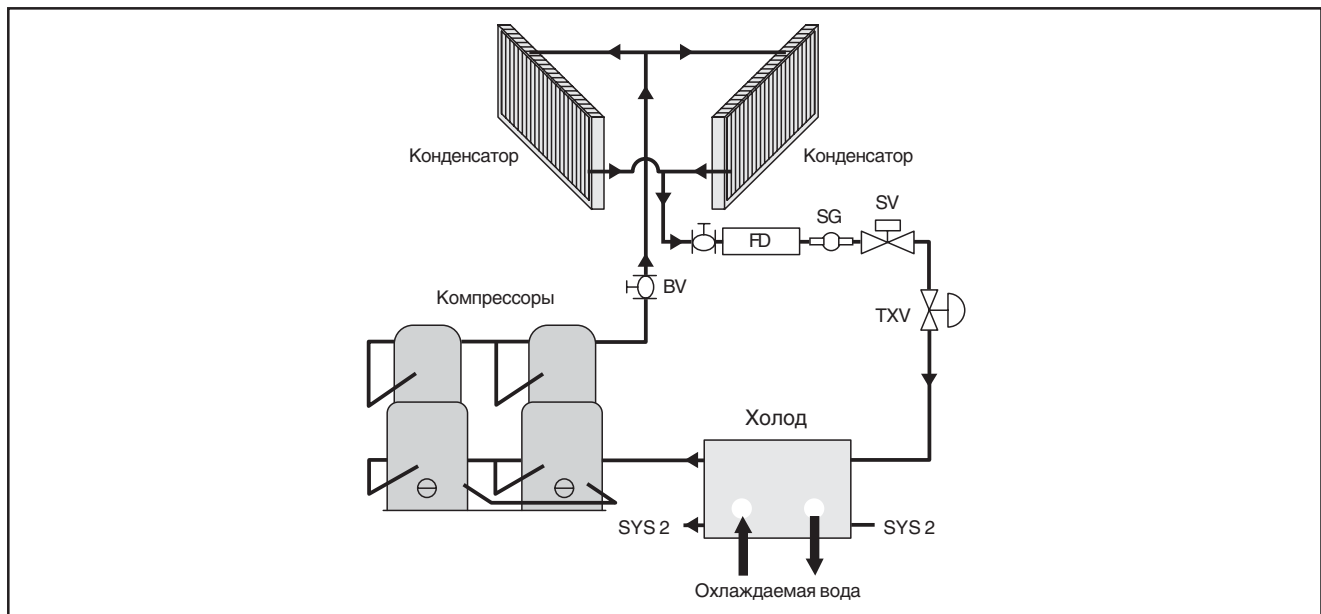 Конденсатор
Конденсатор
SG
SV
FD
BV
TXV
Компрессоры
Холод
SYS 2
SYS 2
Охлаждаемая вода